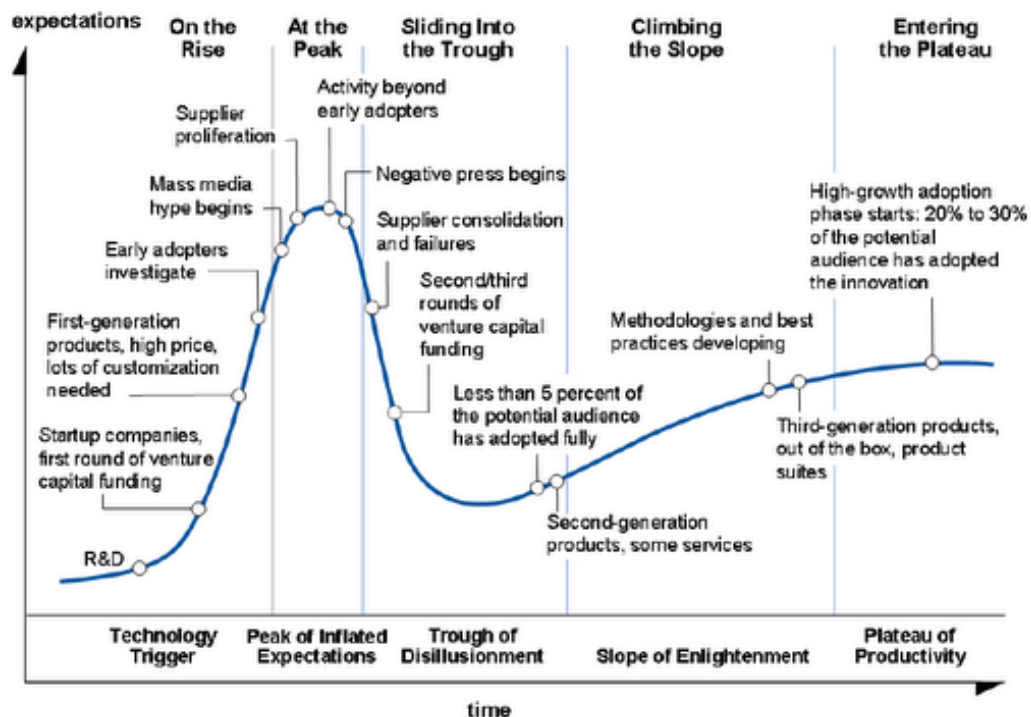 expectations
On the
Rise
At the
Peak
Sliding Into
the Trough
Climbing
the Slope
Entering
the Plateau
Activity beyond
early adopters
Supplier
proliferation
Negative press begins
Mass media
hype begins
Supplier consolidation
and failures
Early adopters
investigate
Second/third
rounds of
venture capital
funding
First-generation
products, high price,
lots of customization
needed
Less than 5 percent of
the potential audience
has adopted fully
Startup companies,
first round of venture
capital funding
R&D
Second-generation
products, some services
Methodologies and best
practices developing
Third-generation products,
out of the box, product
suites
High-growth adoption
phase starts: 20% to 30%
of the potential
audience has adopted
the innovation
Technology
Trigger
Peak of Inflated
Expectations
Trough of
Disillusionment
Slope of Enlightenment
Plateau of
Productivity
time